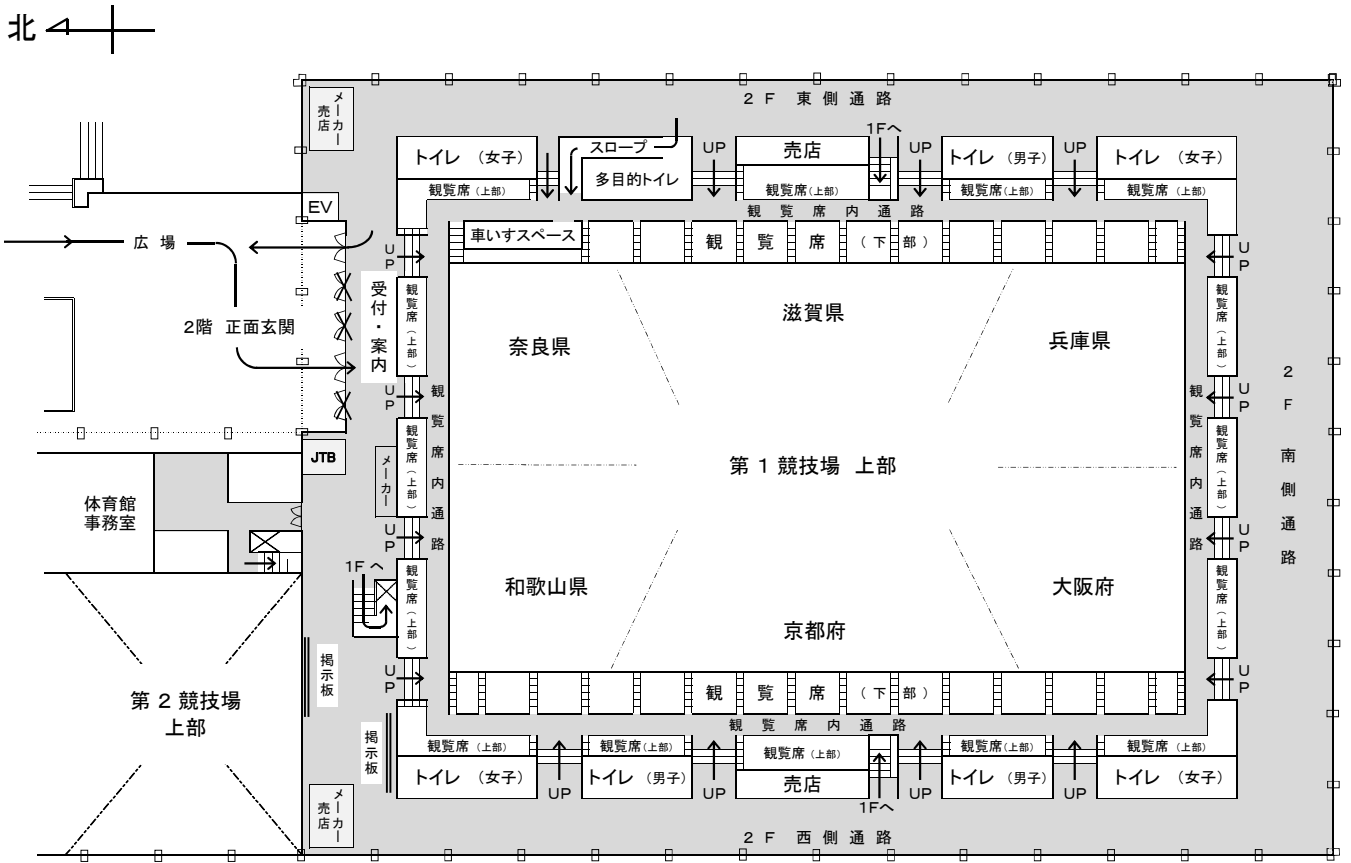 北
2F 東側通路
メーカー
売店
トイレ (女子)
スロープ
多目的トイレ
UP
売店
1Fへ
UP
トイレ (男子)
UP
トイレ (女子)
観覧席(上部)
観覧席(上部)
観覧席(上部)
観覧席(上部)
EV
観覧席内通路
車いすスペース
観覧席(下部)
広場
受付・案内
2階 正面玄関
UP
観覧席(上部)
UP
観覧席(上部)
UP
観覧席(上部)
UP
観覧席内通路
メーカー
JTB
体育館
事務室
1Fへ
奈良県
滋賀県
兵庫県
第1競技場 上部
和歌山県
京都府
大阪府
観覧席内通路
UP
観覧席(上部)
UP
観覧席(上部)
UP
観覧席(上部)
UP
2F 南側通路
第2競技場
上部
掲示板
掲示板
観覧席(下部)
観覧席内通路
観覧席(上部)
観覧席(上部)
観覧席(上部)
観覧席(上部)
観覧席(上部)
トイレ (女子)
UP
トイレ (男子)
UP
売店
1Fへ
UP
トイレ (男子)
UP
トイレ (女子)
メーカー
売店
2F 西側通路